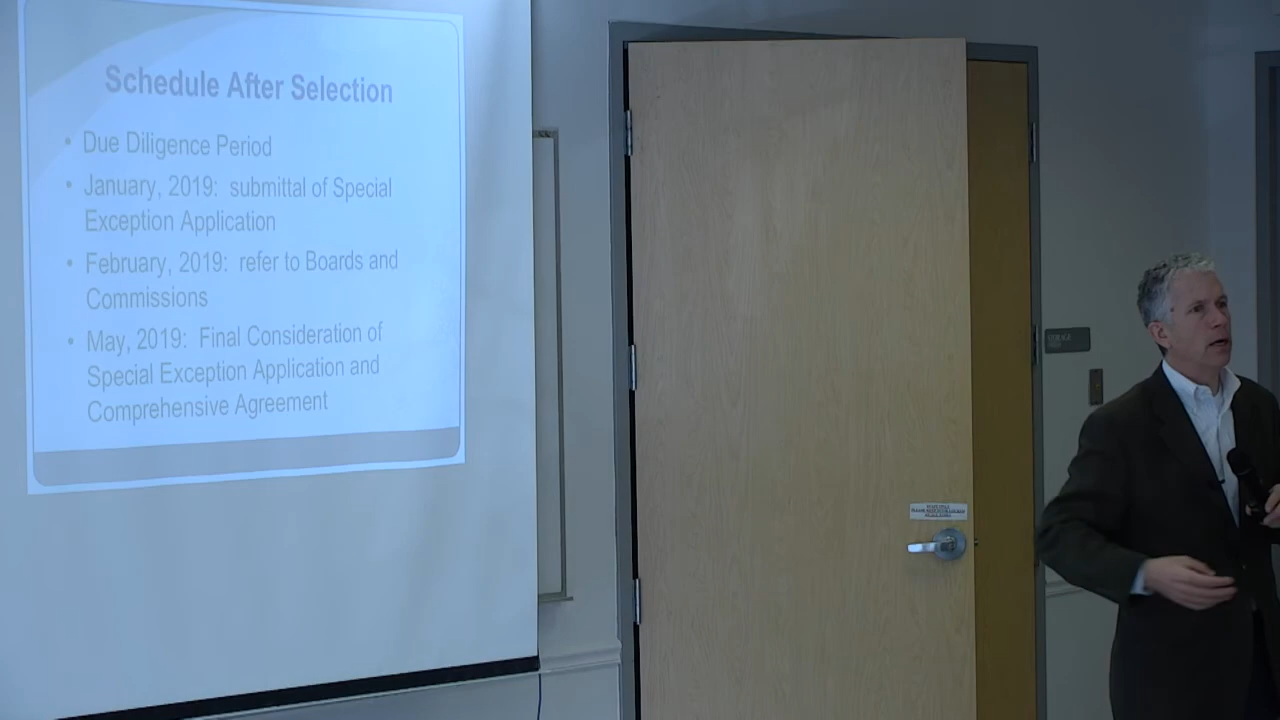 Schedule After Selection
• Due Diligence Period
• January, 2019: submittal of Special
Exception Application
• February, 2019: refer to Boards and
Commissions
• May, 2019: Final Consideration of
Special Exception Application and
Comprehensive Agreement